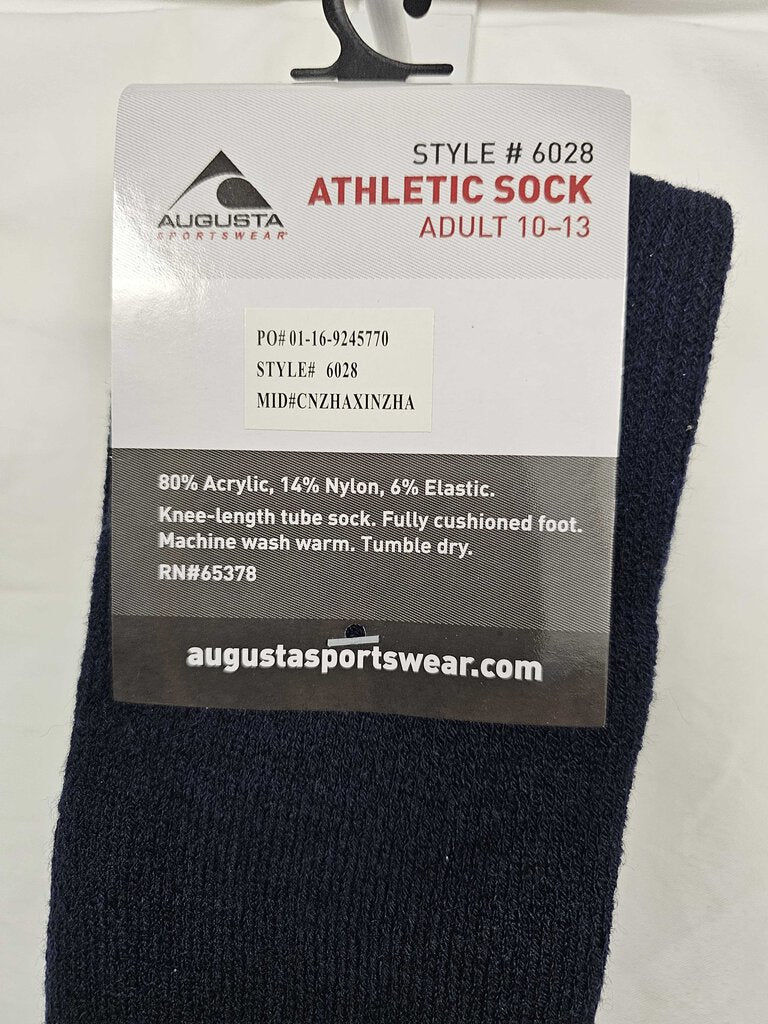 STYLE # 6028
ATHLETIC SOCK
ADULT 10–13
AUGUSTA
SPORTSWEAR®
PO# 01-16-9245770
STYLE# 6028
MID#CNZHAXINZHA
80% Acrylic, 14% Nylon, 6% Elastic.
Knee-length tube sock. Fully cushioned foot.
Machine wash warm. Tumble dry.
RN#65378
augustasportswear.com